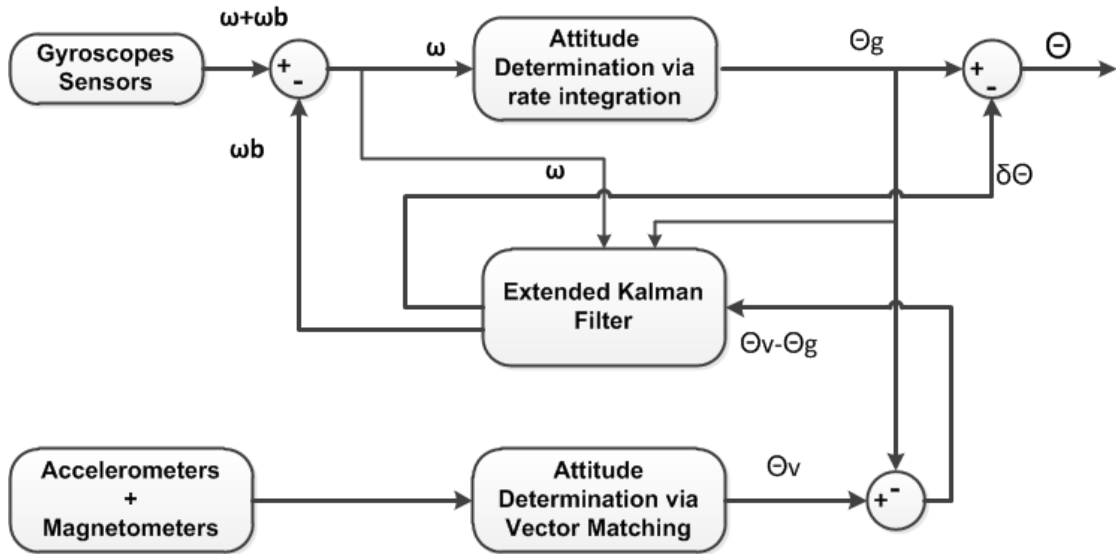 ω+ωb
Gyroscopes
Sensors
+
-
ω
Attitude
Determination via
rate integration
Θg
+
-
Θ
ωb
ω
δΘ
Extended Kalman
Filter
Θv-Θg
Accelerometers
+
Magnetometers
Attitude
Determination via
Vector Matching
Θv
+
-